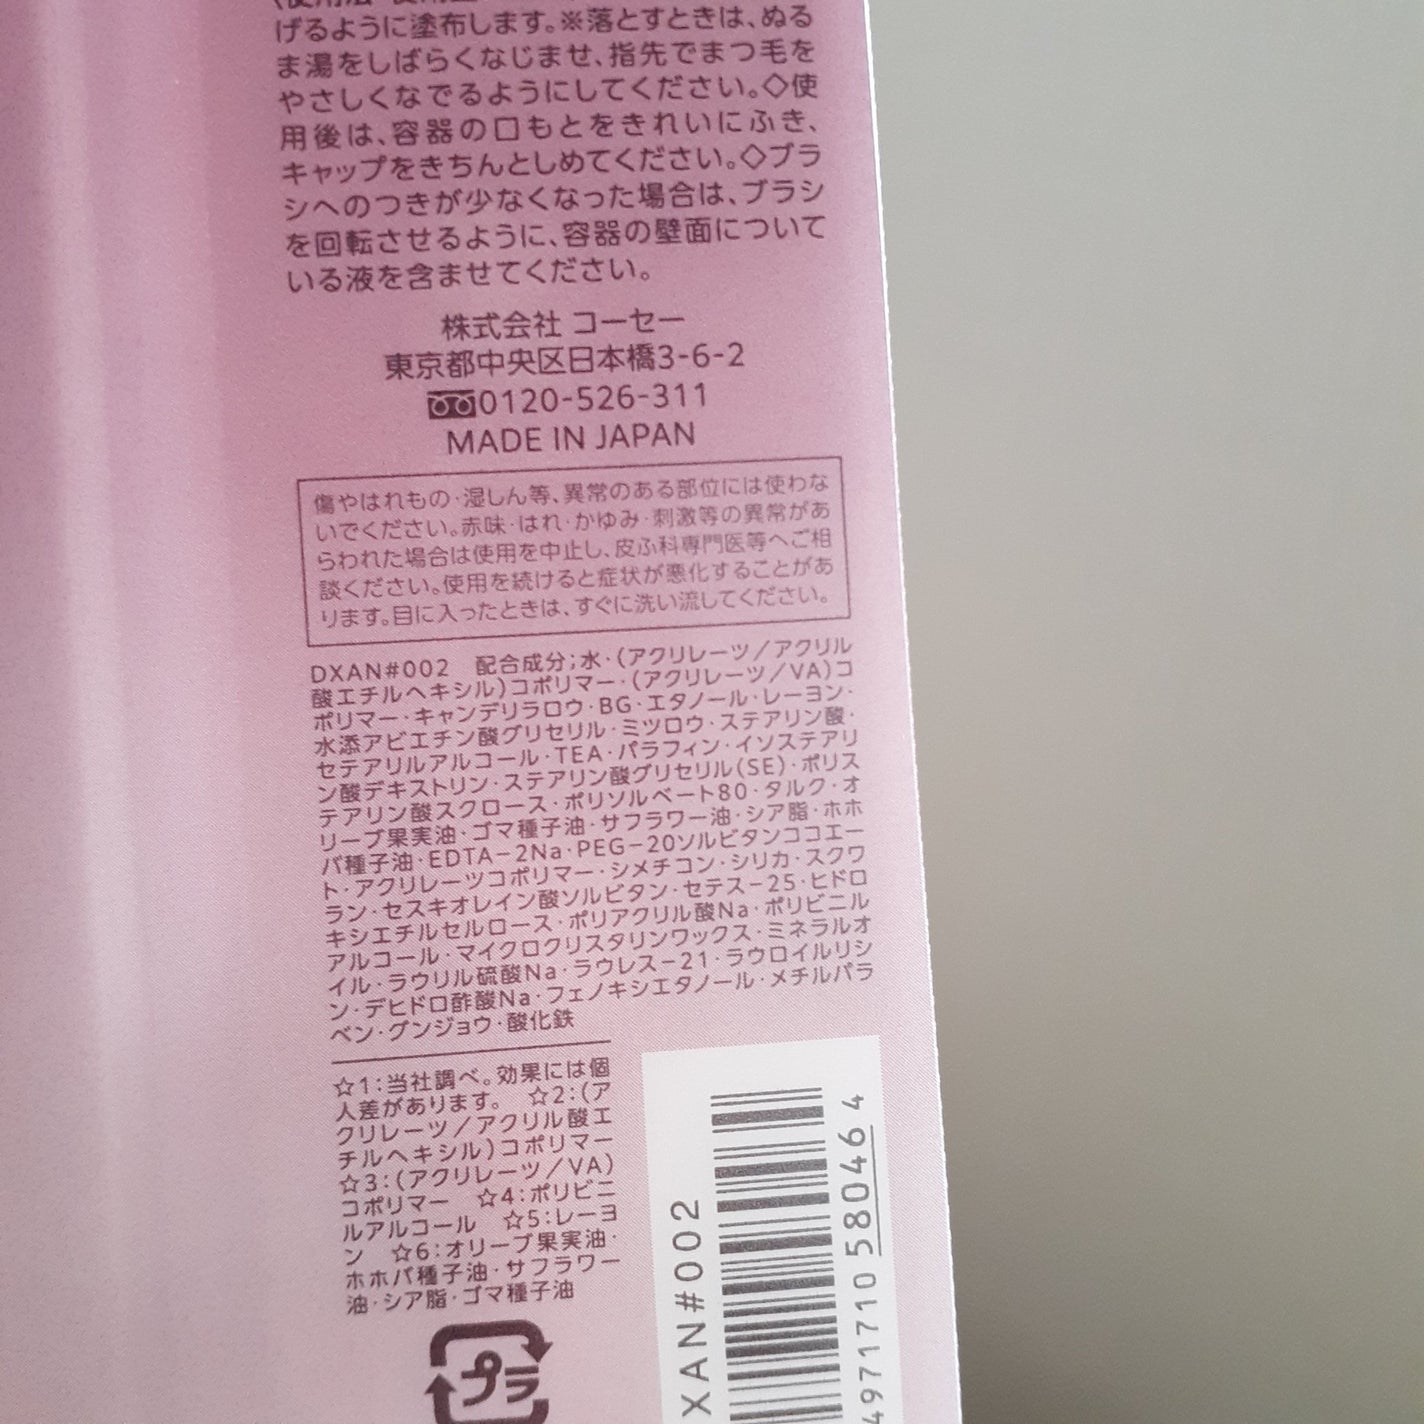 げるように塗布します。※落とすときは、ぬる
ま湯をしばらくなじませ、指先でまつ毛を
やさしくなでるようにしてください。◇使
用後は、容器の口もとをきれいにふき、
キャップをきちんとしめてください。◇ブラ
シへのつきが少なくなった場合は、ブラシ
を回転させるように、容器の壁面について
いる液を含ませてください。
株式会社 コーセー
東京都中央区日本橋3-6-2
0120-526-311
MADE IN JAPAN
傷やはれもの・湿しん等、異常のある部位には使わな
いでください。赤味・はれ・かゆみ・刺激等の異常があ
らわれた場合は使用を中止し、皮ふ科専門医等へご相
談ください。使用を続けると症状が悪化することがあ
ります。目に入ったときは、すぐに洗い流してください。
DXAN#002　配合成分；水・（アクリレーツ／アクリル
酸エチルヘキシル）コポリマー・（アクリレーツ／VA）コ
ポリマー・キャンデリラロウ・BG・エタノール・レーヨン・
水添アビエチン酸グリセリル・ミツロウ・ステアリン酸・
セテアリルアルコール・TEA・パラフィン・イソステアリ
ン酸デキストリン・ステアリン酸グリセリル（SE）・ポリス
テアリン酸スクロース・ポリソルベート80・タルク・オ
リーブ果実油・ゴマ種子油・サフラワー油・シア脂・ホホ
バ種子油・EDTA－2Na・PEG－20ソルビタンココエー
ト・アクリレーツコポリマー・シメチコン・シリカ・スクワ
ラン・セスキオレイン酸ソルビタン・セテス－25・ヒドロ
キシエチルセルロース・ポリアクリル酸Na・ポリビニル
アルコール・マイクロクリスタリンワックス・ミネラルオ
イル・ラウリル硫酸Na・ラウレス－21・ラウロイルリシ
ン・デヒドロ酢酸Na・フェノキシエタノール・メチルパラ
ベン・グンジョウ・酸化鉄
☆1：当社調べ。効果には個
人差があります。　☆2：（ア
クリレーツ／アクリル酸エ
チルヘキシル）コポリマー
☆3：（アクリレーツ／VA）
コポリマー　☆4：ポリビニ
ルアルコール　☆5：レーヨ
ン　☆6：オリーブ果実油・
ホホバ種子油・サフラワー
油・シア脂・ゴマ種子油
プラ
XAN#002
4971710 58046 4